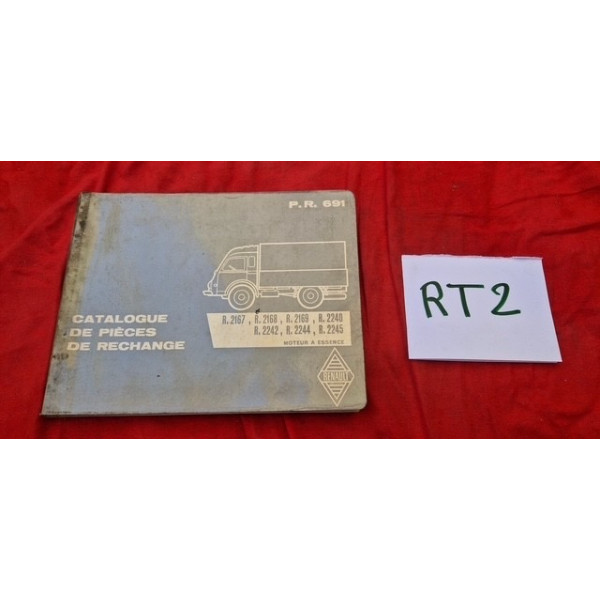 P.R. 691
CATALOGUE
DE PIÈCES
DE RECHANGE
R. 2167 , R. 2168 , R. 2169 , R. 2240
R. 2242 , R. 2244 , R. 2245
MOTEUR A ESSENCE
RENAULT
RT2